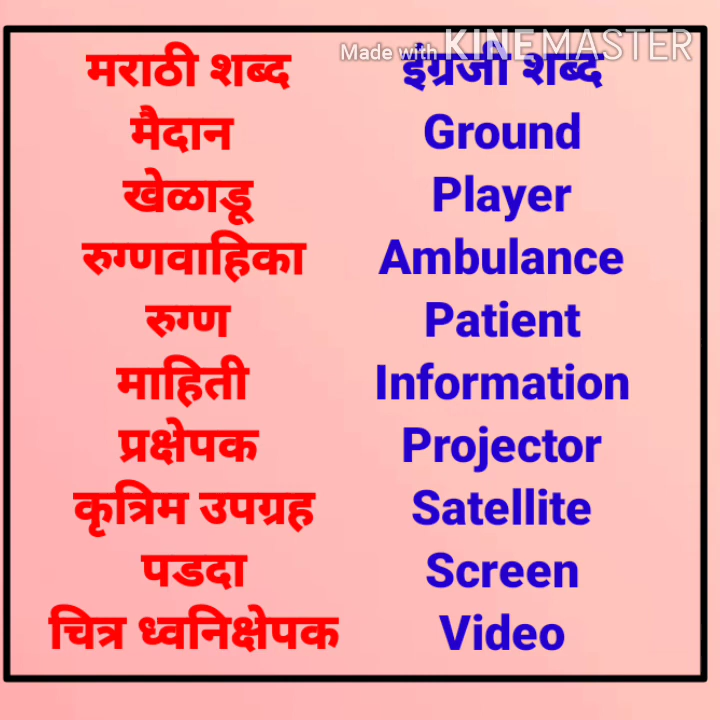 Made with KINEMASTER
मराठी शब्द इंग्रजी शब्द
मैदान Ground
खेळाडू Player
रुग्णवाहिका Ambulance
रुग्ण Patient
माहिती Information
प्रक्षेपक Projector
कृत्रिम उपग्रह Satellite
पडदा Screen
चित्र ध्वनिक्षेपक Video